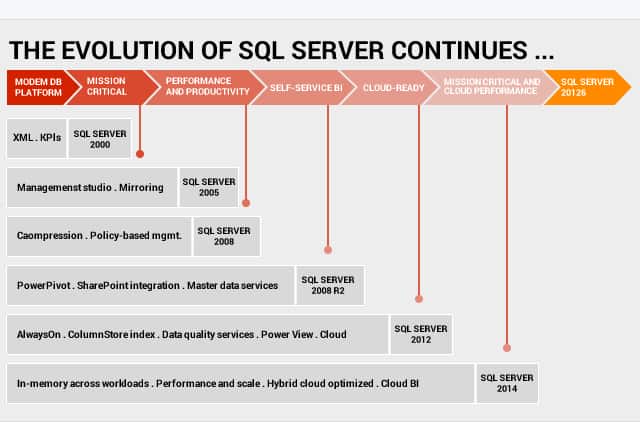 THE EVOLUTION OF SQL SERVER CONTINUES ...
MODEM DB
PLATFORM
MISSION
CRITICAL
PERFORMANCE
AND PRODUCTIVITY
SELF-SERVICE BI
CLOUD-READY
MISSION CRITICAL AND
CLOUD PERFORMANCE
SQL SERVER
20126
XML . KPIs
SQL SERVER
2000
Managemenst studio . Mirroring
SQL SERVER
2005
Caompression . Policy-based mgmt.
SQL SERVER
2008
PowerPivot . SharePoint integration . Master data services
SQL SERVER
2008 R2
AlwaysOn . ColumnStore index . Data quality services . Power View . Cloud
SQL SERVER
2012
In-memory across workloads . Performance and scale . Hybrid cloud optimized . Cloud BI
SQL SERVER
2014